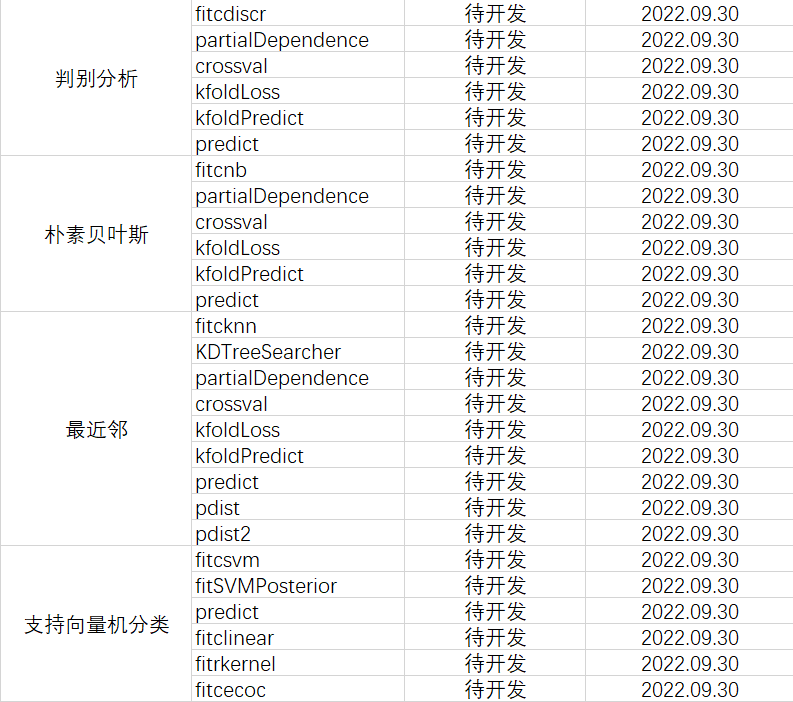 判别分析
fitcdiscr 待开发 2022.09.30
partialDependence 待开发 2022.09.30
crossval 待开发 2022.09.30
kfoldLoss 待开发 2022.09.30
kfoldPredict 待开发 2022.09.30
predict 待开发 2022.09.30
朴素贝叶斯
fitcnb 待开发 2022.09.30
partialDependence 待开发 2022.09.30
crossval 待开发 2022.09.30
kfoldLoss 待开发 2022.09.30
kfoldPredict 待开发 2022.09.30
predict 待开发 2022.09.30
最近邻
fitcknn 待开发 2022.09.30
KDTreeSearcher 待开发 2022.09.30
partialDependence 待开发 2022.09.30
crossval 待开发 2022.09.30
kfoldLoss 待开发 2022.09.30
kfoldPredict 待开发 2022.09.30
predict 待开发 2022.09.30
pdist 待开发 2022.09.30
pdist2 待开发 2022.09.30
支持向量机分类
fitcsvm 待开发 2022.09.30
fitSVMPosterior 待开发 2022.09.30
predict 待开发 2022.09.30
fitclinear 待开发 2022.09.30
fitrkernel 待开发 2022.09.30
fitcecoc 待开发 2022.09.30